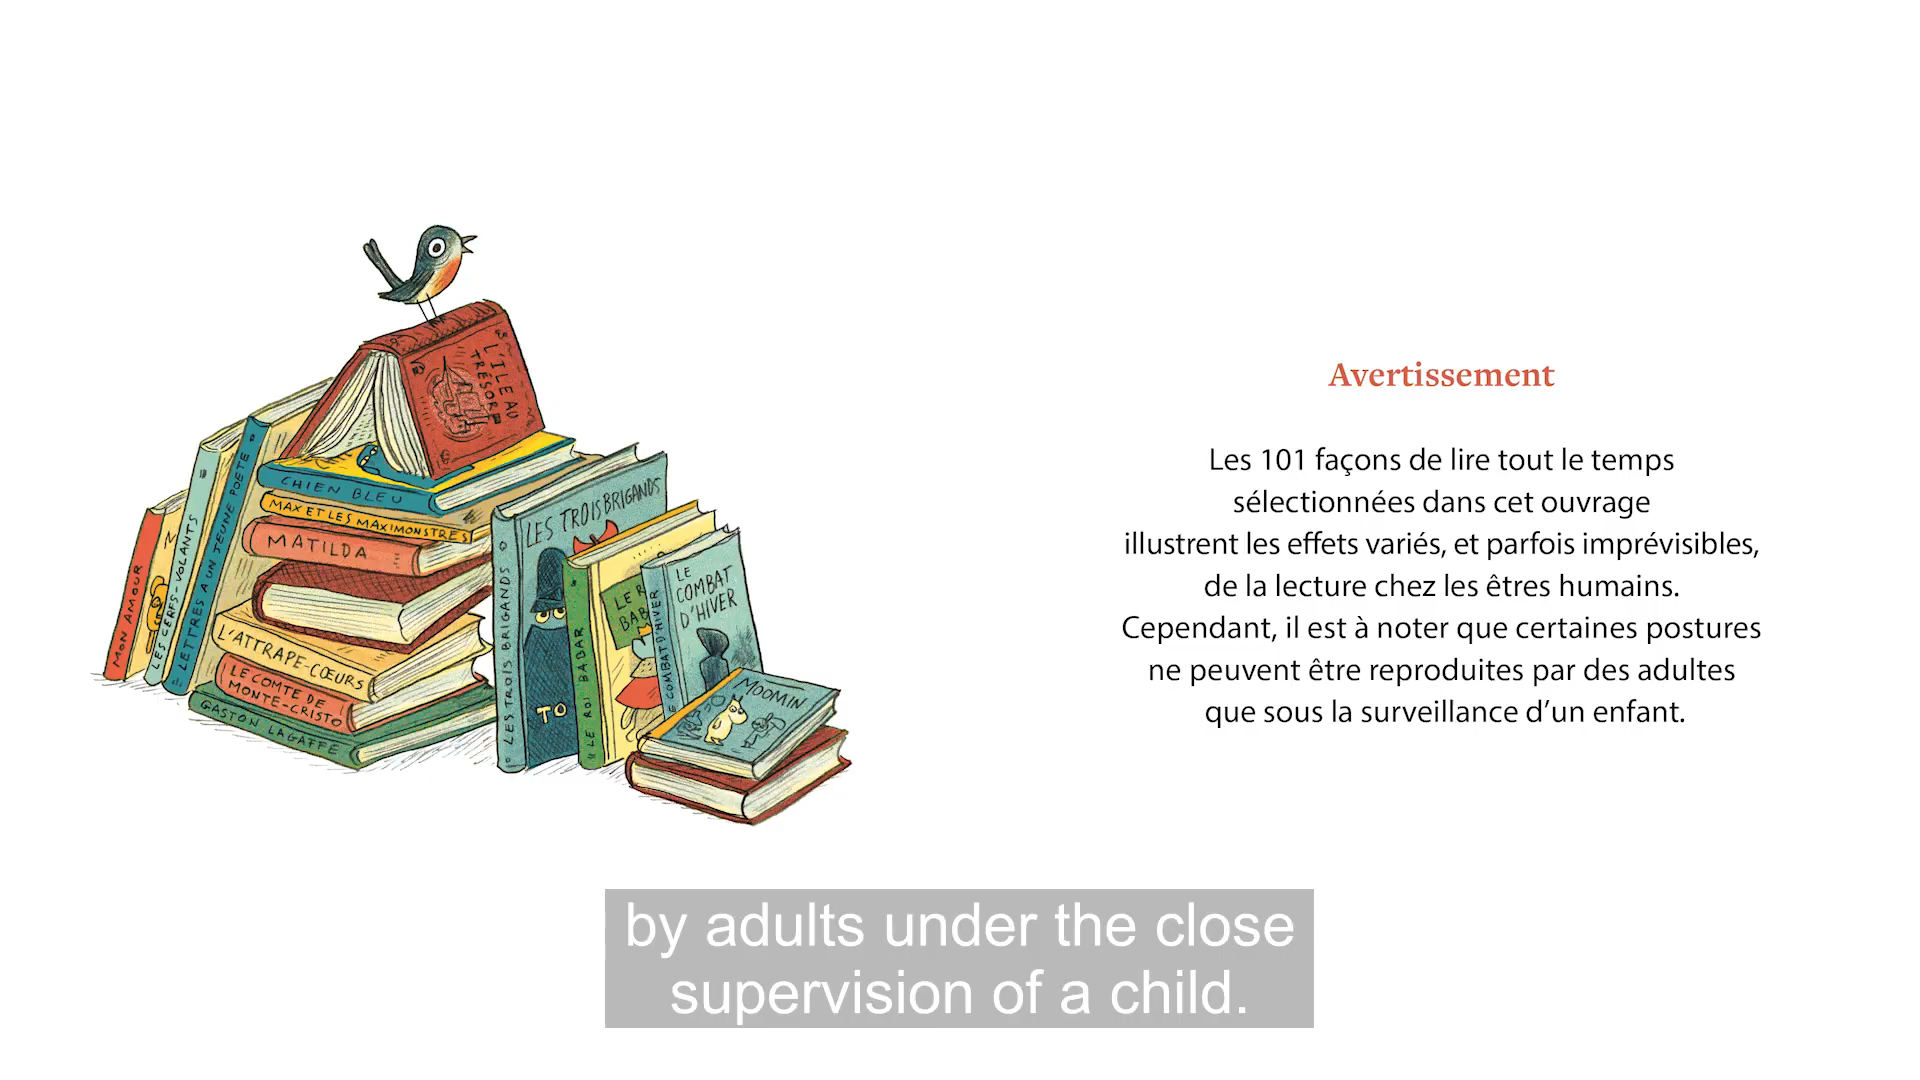 L'ILE AU
TRÉSOR
CHIEN BLEU
MAX ET LES MAXIMONSTRES
MATILDA
L'ATTRAPE-CŒURS
LE COMTE DE
MONTE-CRISTO
GASTON LAGAFFE
MON AMOUR
LES CERFS-VOLANTS
LETTRES A UN JEUNE POETE
LES TROIS BRIGANDS
LES TROIS BRIGANDS
TO
LE ROI BABAR
LE R
BAB
LE COMBAT D'HIVER
LE
COMBAT
D'HIVER
MOOMIN
Avertissement
Les 101 façons de lire tout le temps
sélectionnées dans cet ouvrage
illustrent les effets variés, et parfois imprévisibles,
de la lecture chez les êtres humains.
Cependant, il est à noter que certaines postures
ne peuvent être reproduites par des adultes
que sous la surveillance d'un enfant.
by adults under the close
supervision of a child.